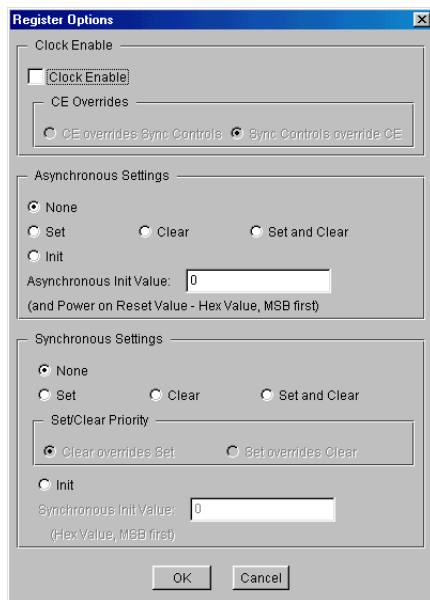 Register Options
Clock Enable
Clock Enable
CE Overrides
CE overrides Sync Controls Sync Controls override CE
Asynchronous Settings
None
Set Clear Set and Clear
Init
Asynchronous Init Value: 0
(and Power on Reset Value - Hex Value, MSB first)
Synchronous Settings
None
Set Clear Set and Clear
Set/Clear Priority
Clear overrides Set Set overrides Clear
Init
Synchronous Init Value: 0
(Hex Value, MSB first)
OK Cancel